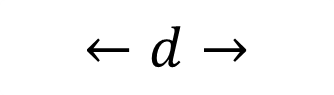 ← d →